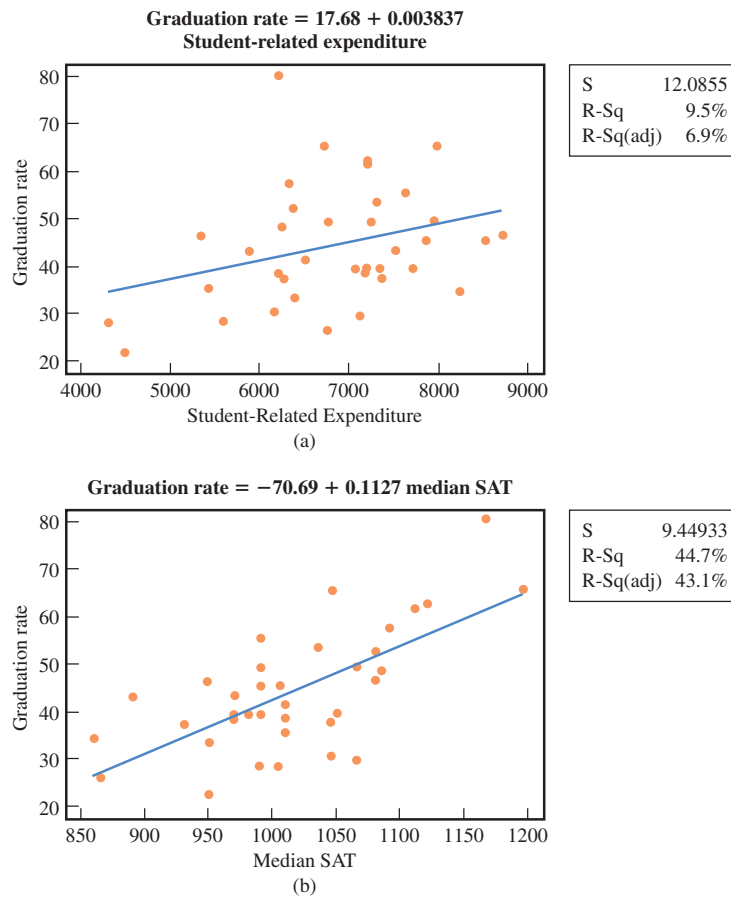 Graduation rate = 17.68 + 0.003837
Student-related expenditure
S 12.0855
R-Sq 9.5%
R-Sq(adj) 6.9%
80
70
60
50
40
30
20
Graduation rate
4000 5000 6000 7000 8000 9000
Student-Related Expenditure
(a)
Graduation rate = −70.69 + 0.1127 median SAT
S 9.44933
R-Sq 44.7%
R-Sq(adj) 43.1%
80
70
60
50
40
30
20
Graduation rate
850 900 950 1000 1050 1100 1150 1200
Median SAT
(b)